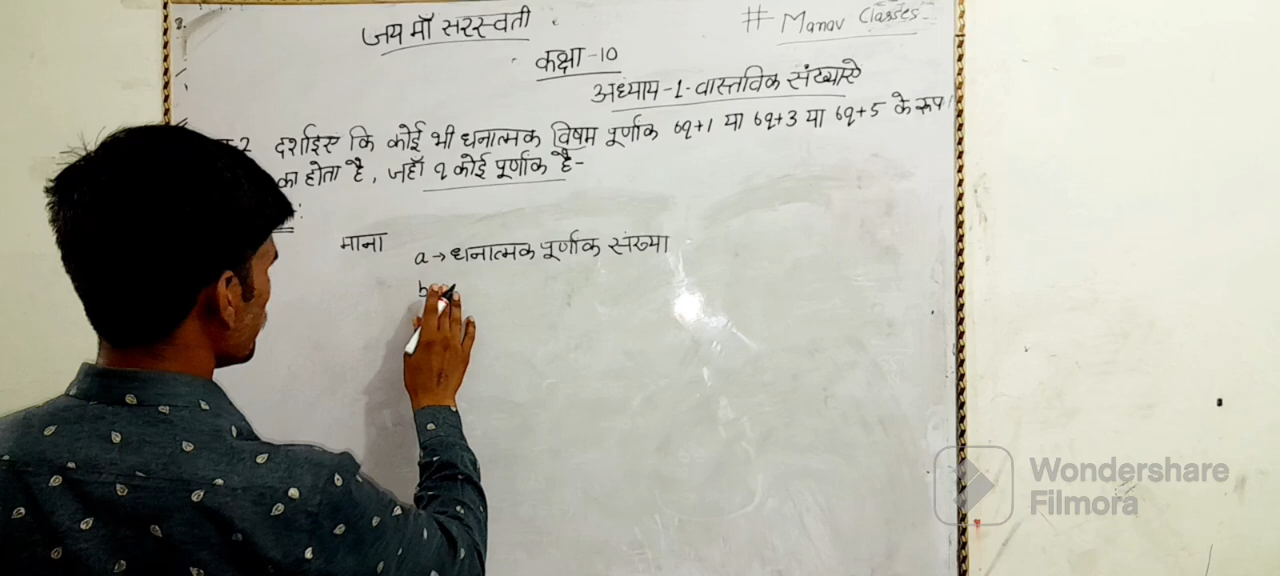 जय माँ सरस्वती
# Manav Classes
कक्षा -10
अध्याय -1- वास्तविक संख्याऐ
2 दर्शाइए कि कोई भी धनात्मक विषम पूर्णांक 6q+1 या 6q+3 या 6q+5 के रूप
का होता है, जहाँ q कोई पूर्णांक है-
माना a → धनात्मक पूर्णांक संख्या
b
Wondershare
Filmora